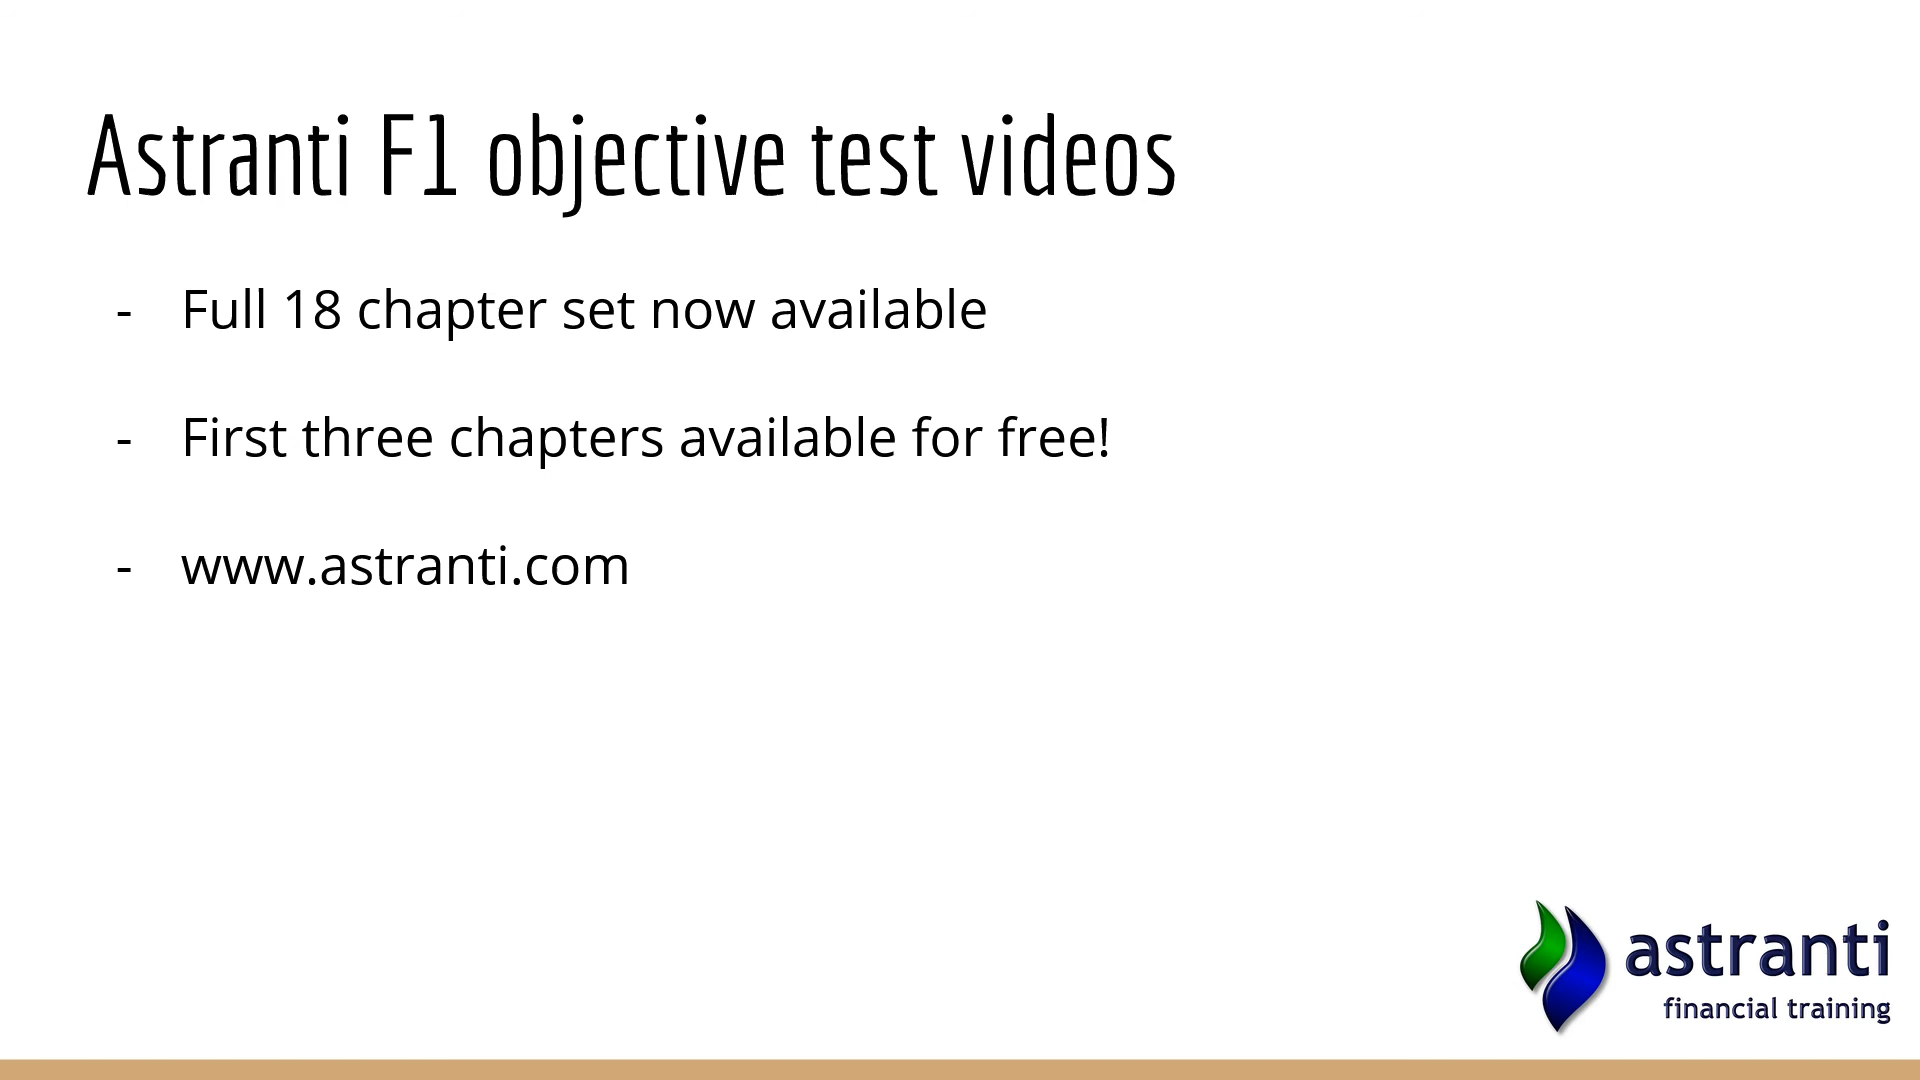 Astranti F1 objective test videos
- Full 18 chapter set now available
- First three chapters available for free!
- www.astranti.com
astranti
financial training